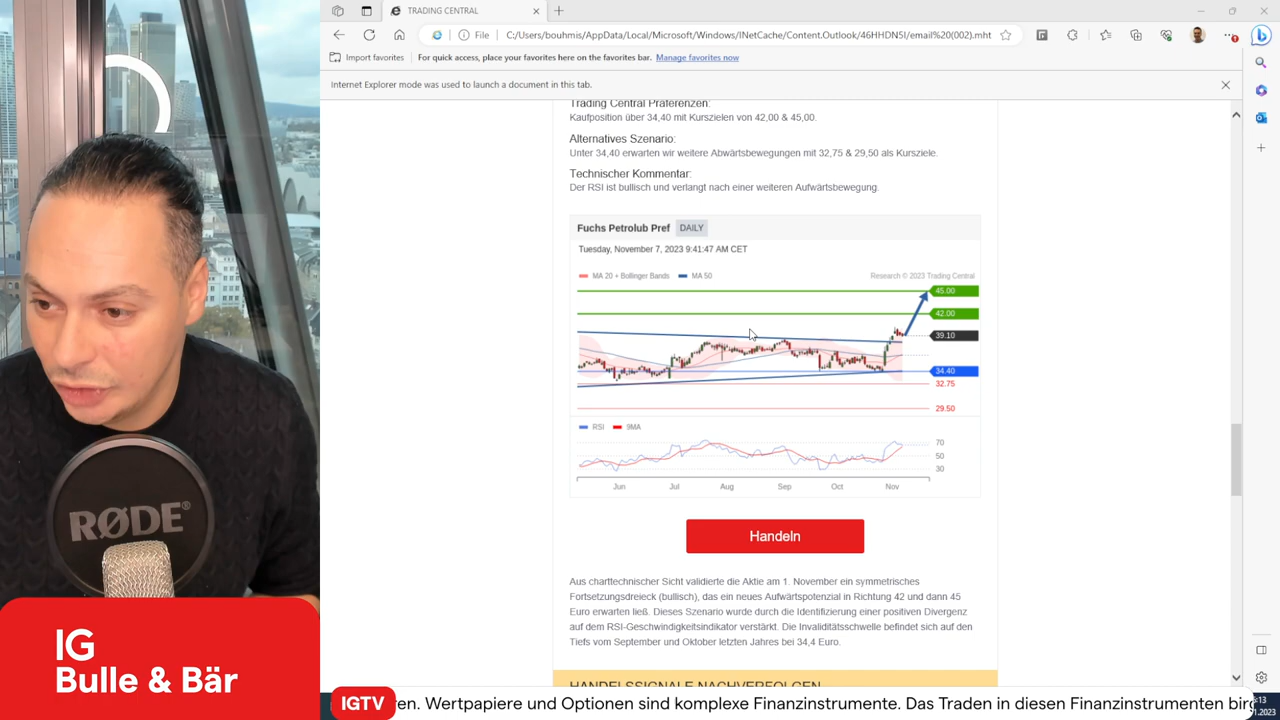 TRADING CENTRAL
File
C:/Users/bouhmis/AppData/Local/Microsoft/Windows/INetCache/Content.Outlook/46HHDN5I/email%20(002).mht
Import favorites
For quick access, place your favorites here on the favorites bar. Manage favorites now
Internet Explorer mode was used to launch a document in this tab.
Trading Central Präferenzen:
Kaufposition über 34,40 mit Kurszielen von 42,00 & 45,00.
Alternatives Szenario:
Unter 34,40 erwarten wir weitere Abwärtsbewegungen mit 32,75 & 29,50 als Kursziele.
Technischer Kommentar:
Der RSI ist bullisch und verlangt nach einer weiteren Aufwärtsbewegung.
Fuchs Petrolub Pref DAILY
Tuesday, November 7, 2023 9:41:47 AM CET
MA 20 + Bollinger Bands MA 50 Research © 2023 Trading Central
45.00
42.00
39.10
34.40
32.75
29.50
RSI 9MA
70
50
30
Jun Jul Aug Sep Oct Nov
Handeln
Aus charttechnischer Sicht validierte die Aktie am 1. November ein symmetrisches
Fortsetzungsdreieck (bullisch), das ein neues Aufwärtspotenzial in Richtung 42 und dann 45
Euro erwarten ließ. Dieses Szenario wurde durch die Identifizierung einer positiven Divergenz
auf dem RSI-Geschwindigkeitsindikator verstärkt. Die Invaliditätsschwelle befindet sich auf den
Tiefs vom September und Oktober letzten Jahres bei 34,4 Euro.
HANDELSSIGNALE NACHVERFOLGEN
RØDE®
IG
Bulle & Bär
IGTV
en. Wertpapiere und Optionen sind komplexe Finanzinstrumente. Das Traden in diesen Finanzinstrumenten birg